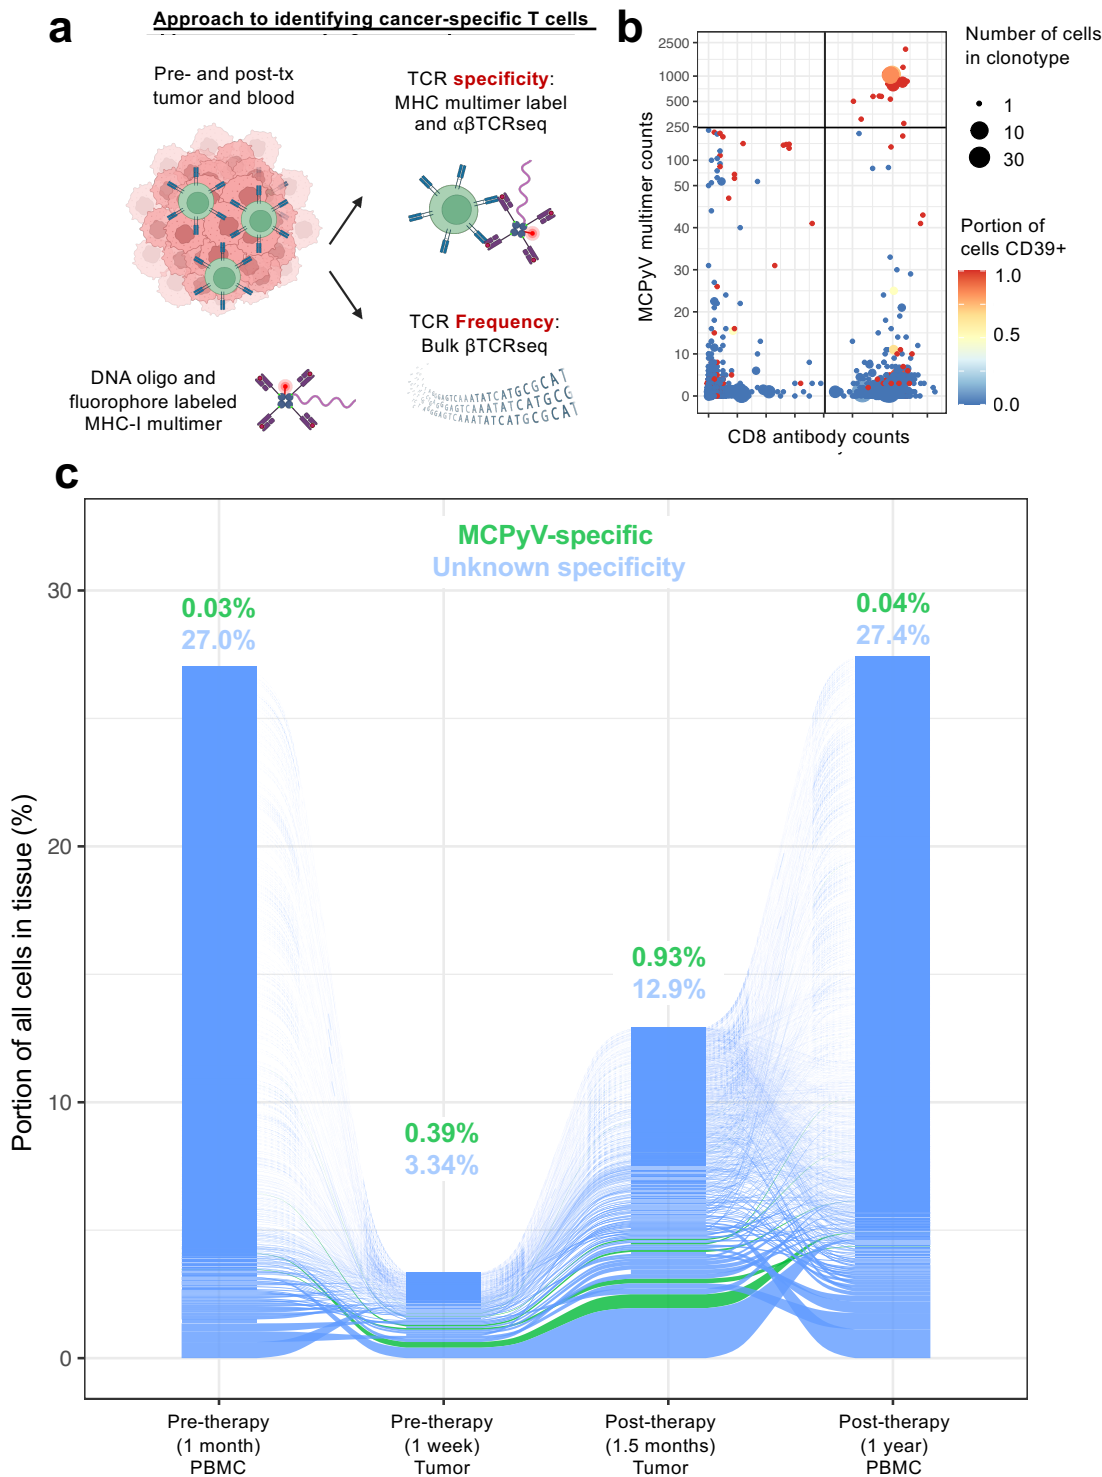 a
Approach to identifying cancer-specific T cells
Pre- and post-tx
tumor and blood
TCR specificity:
MHC multimer label
and αβTCRseq
TCR Frequency:
Bulk βTCRseq
DNA oligo and
fluorophore labeled
MHC-I multimer
b
MCPyV multimer counts
2500
1000
500
250
100
50
40
30
20
10
0
CD8 antibody counts
Number of cells
in clonotype
1
10
30
Portion of
cells CD39+
1.0
0.5
0.0
c
MCPyV-specific
Unknown specificity
Portion of all cells in tissue (%)
30
20
10
0
0.03%
27.0%
0.39%
3.34%
0.93%
12.9%
0.04%
27.4%
Pre-therapy
(1 month)
PBMC
Pre-therapy
(1 week)
Tumor
Post-therapy
(1.5 months)
Tumor
Post-therapy
(1 year)
PBMC